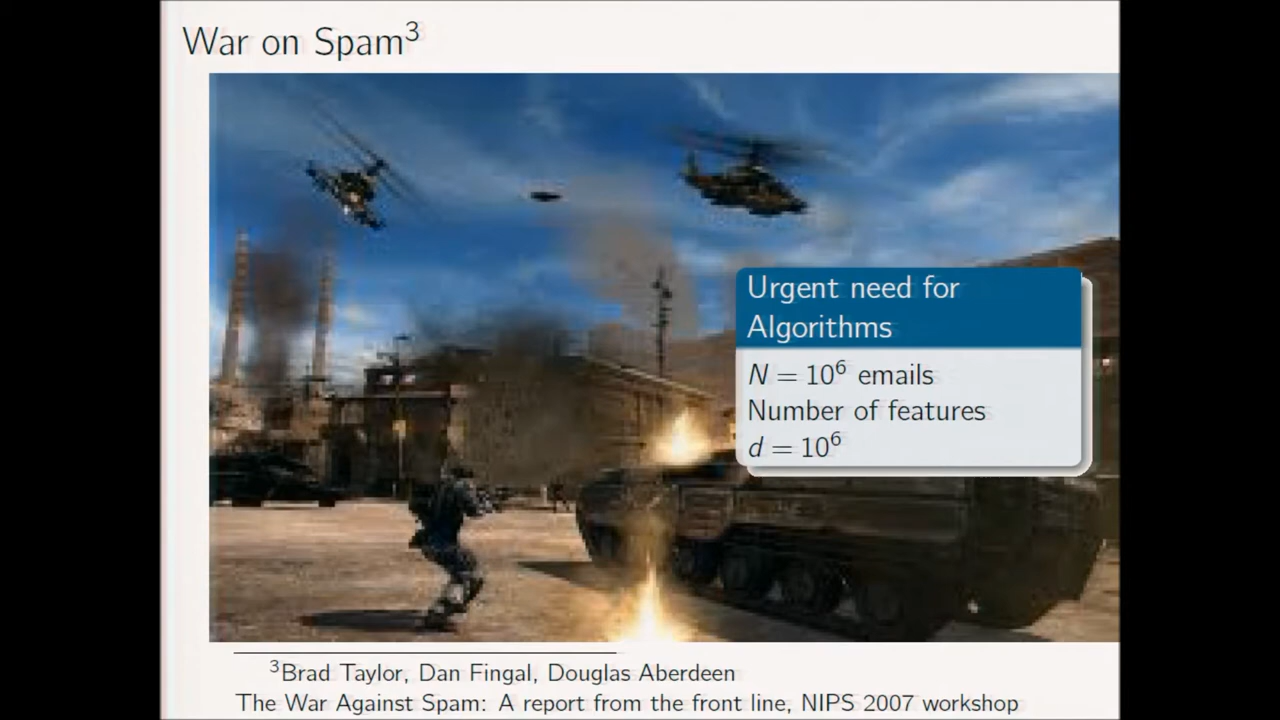 War on Spam³
Urgent need for
Algorithms
N = 10⁶ emails
Number of features
d = 10⁶
³Brad Taylor, Dan Fingal, Douglas Aberdeen
The War Against Spam: A report from the front line, NIPS 2007 workshop